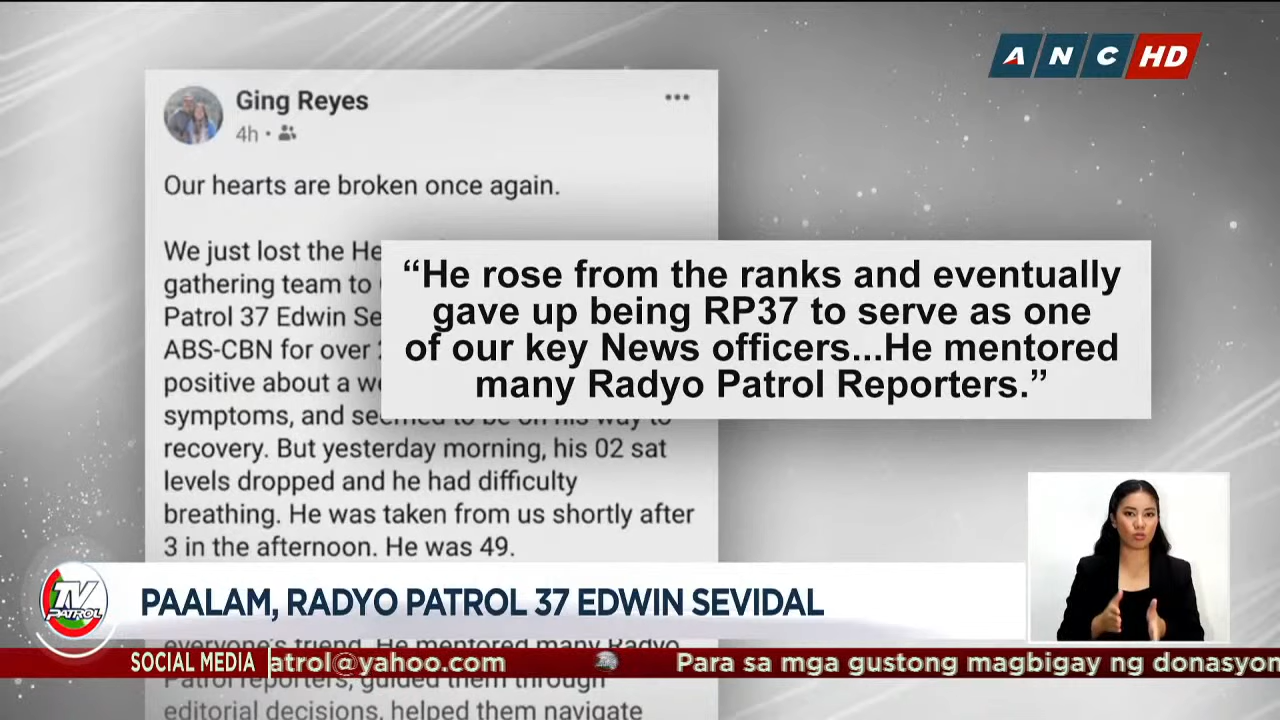 ANC HD
Ging Reyes
4h
Our hearts are broken once again.
We just lost the He
gathering team to
Patrol 37 Edwin Se
ABS-CBN for over
positive about a we
symptoms, and seemed to be on his way to
recovery. But yesterday morning, his 02 sat
levels dropped and he had difficulty
breathing. He was taken from us shortly after
3 in the afternoon. He was 49.
“He rose from the ranks and eventually
gave up being RP37 to serve as one
of our key News officers...He mentored
many Radyo Patrol Reporters.”
TV PATROL
PAALAM, RADYO PATROL 37 EDWIN SEVIDAL
everyone's friend. He mentored many Radyo
SOCIAL MEDIA atrol@yahoo.com Para sa mga gustong magbigay ng donasyon
Patrol reporters, guided them through
editorial decisions, helped them navigate